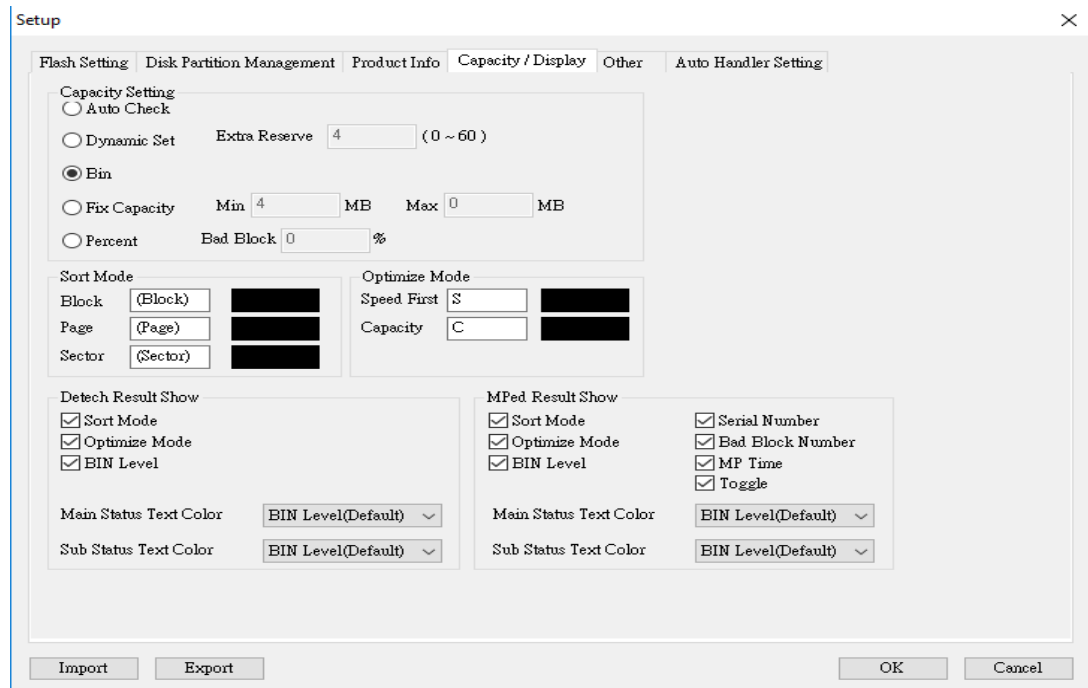 Setup
Flash Setting Disk Partition Management Product Info Capacity / Display Other Auto Handler Setting
Capacity Setting
Auto Check
Dynamic Set Extra Reserve 4 ( 0 ~ 60 )
Bin
Fix Capacity Min 4 MB Max 0 MB
Percent Bad Block 0 %
Sort Mode Optimize Mode
Block (Block) Speed First S
Page (Page) Capacity C
Sector (Sector)
Detech Result Show MPed Result Show
Sort Mode Sort Mode Serial Number
Optimize Mode Optimize Mode Bad Block Number
BIN Level BIN Level MP Time
Toggle
Main Status Text Color BIN Level(Default) Main Status Text Color BIN Level(Default)
Sub Status Text Color BIN Level(Default) Sub Status Text Color BIN Level(Default)
Import Export OK Cancel